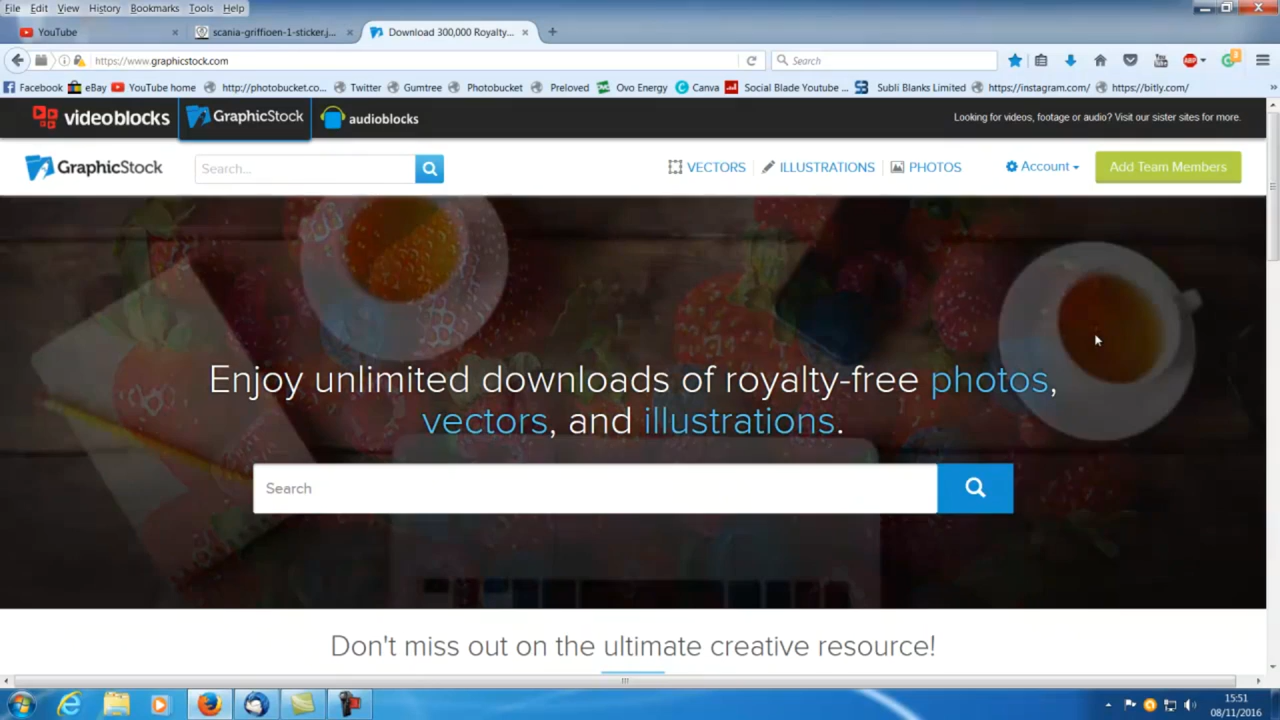 File Edit View History Bookmarks Tools Help
YouTube
scania-griffioen-1-sticker.j...
Download 300,000 Royalty...
https://www.graphicstock.com
Search
Facebook eBay YouTube home http://photobucket.co... Twitter Gumtree Photobucket Preloved Ovo Energy Canva Social Blade Youtube ... Subli Blanks Limited https://instagram.com/ https://bitly.com/
videoblocks GraphicStock audioblocks
Looking for videos, footage or audio? Visit our sister sites for more.
GraphicStock
Search...
VECTORS ILLUSTRATIONS PHOTOS Account Add Team Members
Enjoy unlimited downloads of royalty-free photos,
vectors, and illustrations.
Search
Don't miss out on the ultimate creative resource!
15:51
08/11/2016